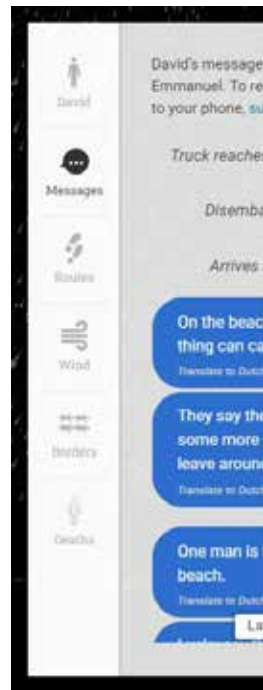 David
Messages
Routes
Wind
Borders
Deaths
David's message
Emmanuel. To re
to your phone, su
Truck reaches
Disemba
Arrives
On the beac
thing can ca
Translate to Dutch
They say the
some more
leave around
Translate to Dutch
One man is
beach.
Translate to Dutch
La